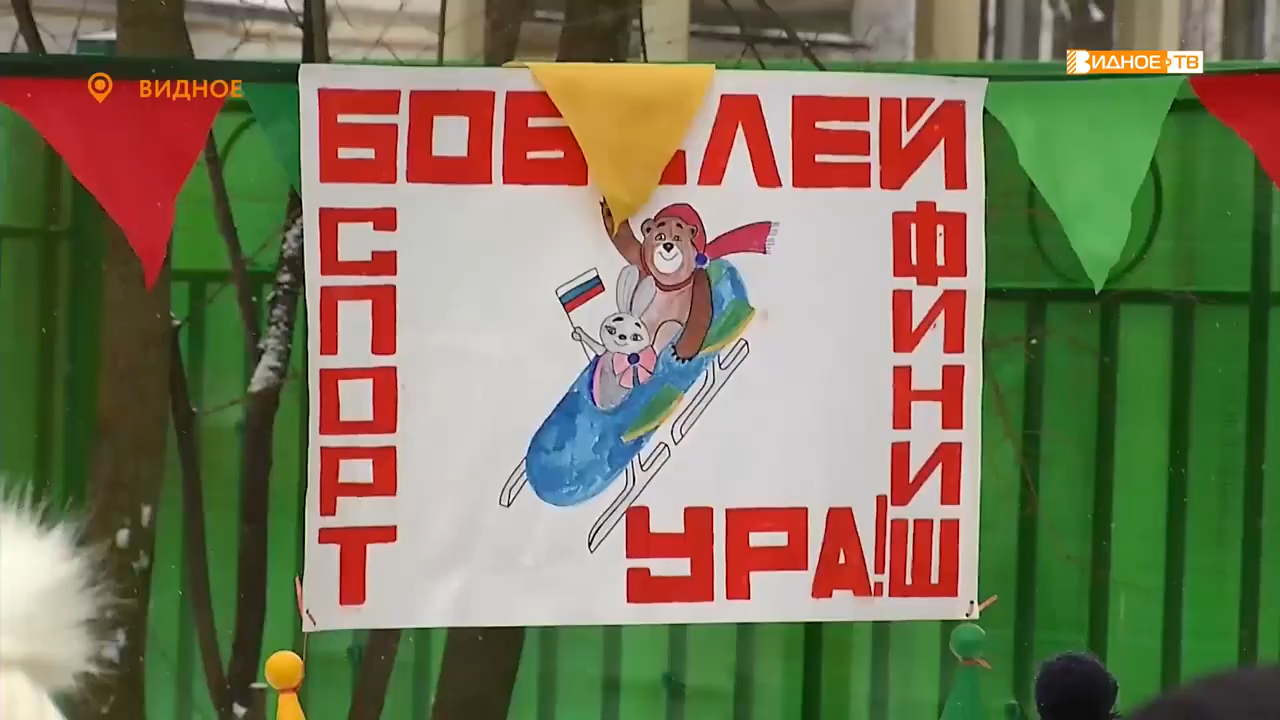 ВИДНОЕ
ВИДНОЕ ТВ
БОБСЛЕЙ
СПОРТ
ФИНИШ
УРА!